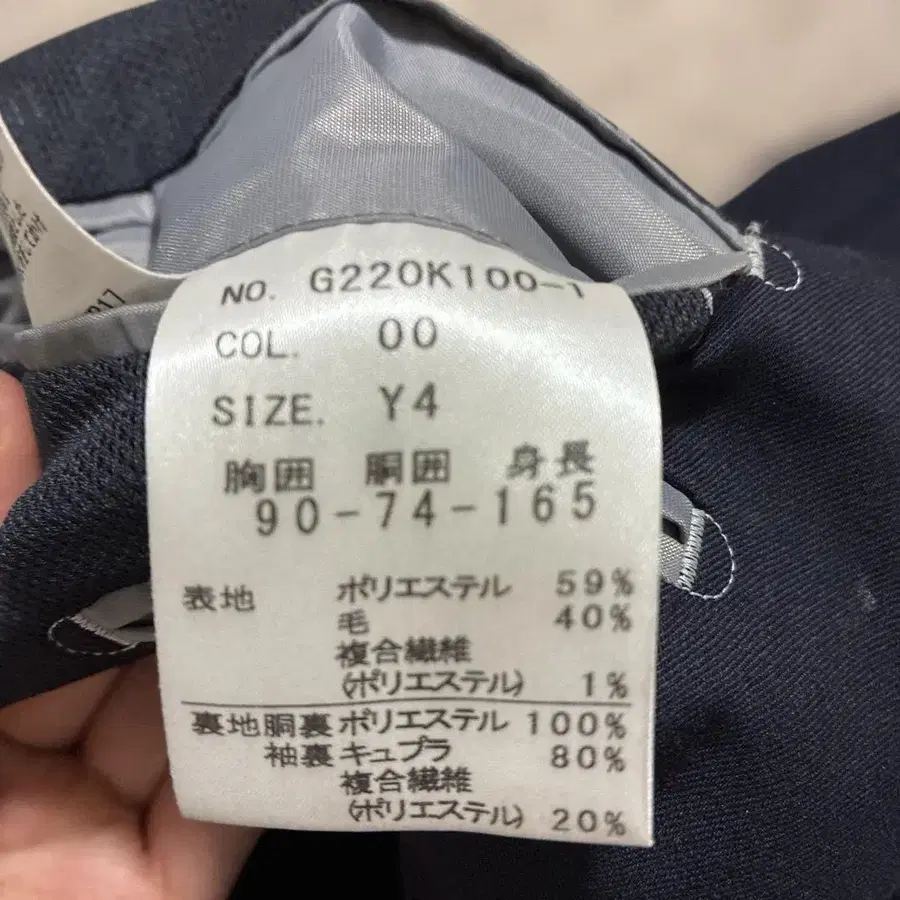 NO. G220K100-1
COL. 00
SIZE. Y4
胸囲 胴囲 身長
90-74-165
表地 ポリエステル 59%
毛 40%
複合繊維
(ポリエステル) 1%
裏地胴裏 ポリエステル 100%
袖裏 キュプラ 80%
複合繊維
(ポリエステル) 20%